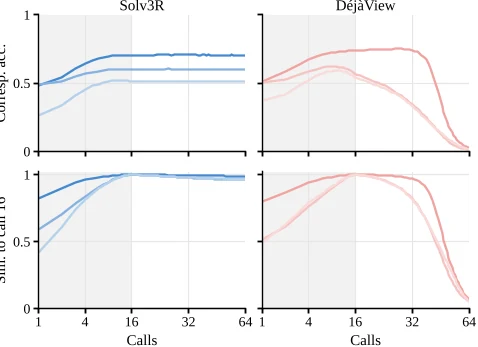 Solv3R DéjàView
Corresp. acc.
1
0.5
0
Sim. to call 16
1
0.5
0
1 4 16 32 64 1 4 16 32 64
Calls Calls